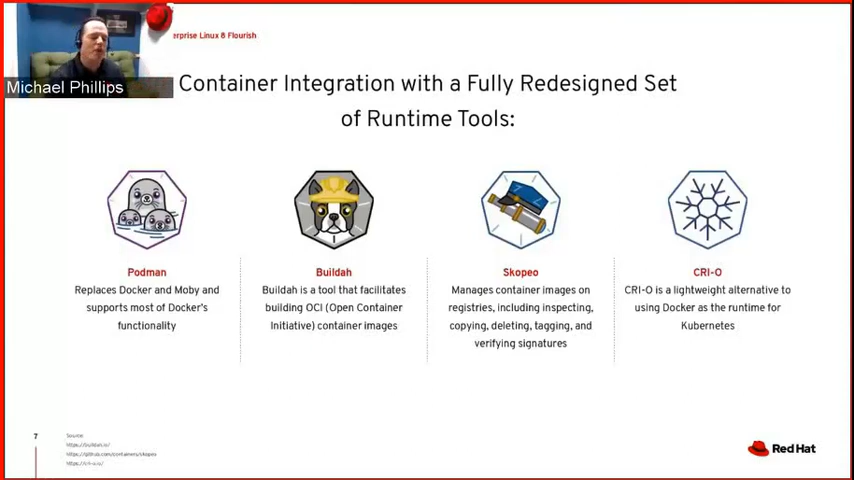 erprise Linux 8 Flourish
Michael Phillips
Container Integration with a Fully Redesigned Set
of Runtime Tools:
Podman
Replaces Docker and Moby and
supports most of Docker's
functionality
Buildah
Buildah is a tool that facilitates
building OCI (Open Container
Initiative) container images
Skopeo
Manages container images on
registries, including inspecting,
copying, deleting, tagging, and
verifying signatures
CRI-O
CRI-O is a lightweight alternative to
using Docker as the runtime for
Kubernetes
7
Source:
https://buildah.io/
https://github.com/containers/skopeo
https://cri-o.io/
Red Hat